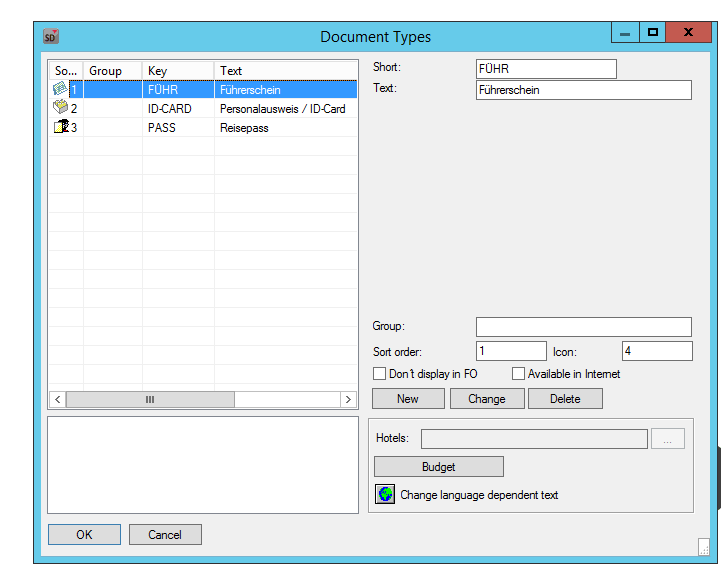 SD Document Types
So... Group Key Text
1 FÜHR Führerschein
2 ID-CARD Personalausweis / ID-Card
3 PASS Reisepass
Short: FÜHR
Text: Führerschein
Group:
Sort order: 1 Icon: 4
Don't display in FO Available in Internet
New Change Delete
Hotels: ...
Budget
Change language dependent text
OK Cancel